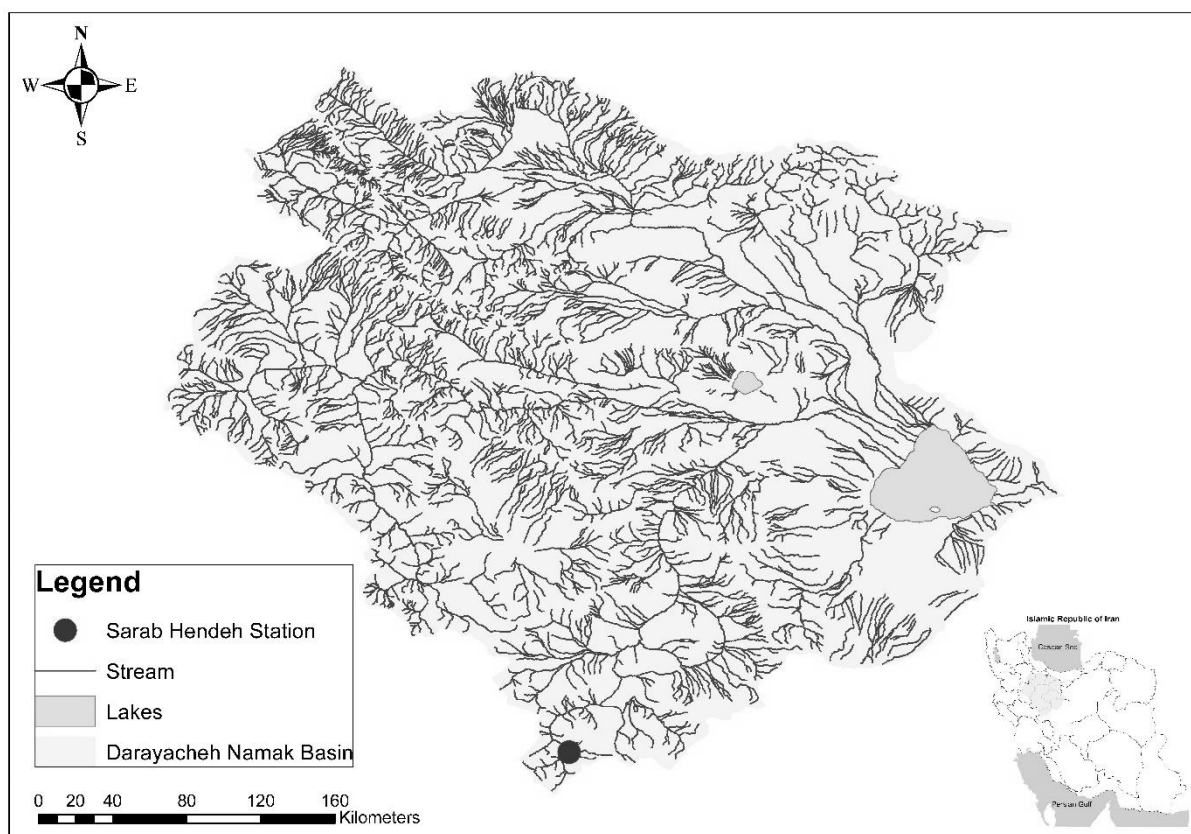 N
W E
S
Legend
Sarab Hendeh Station
Stream
Lakes
Darayacheh Namak Basin
0 20 40 80 120 160
Kilometers
Islamic Republic of Iran
Caspian Sea
Persian Gulf